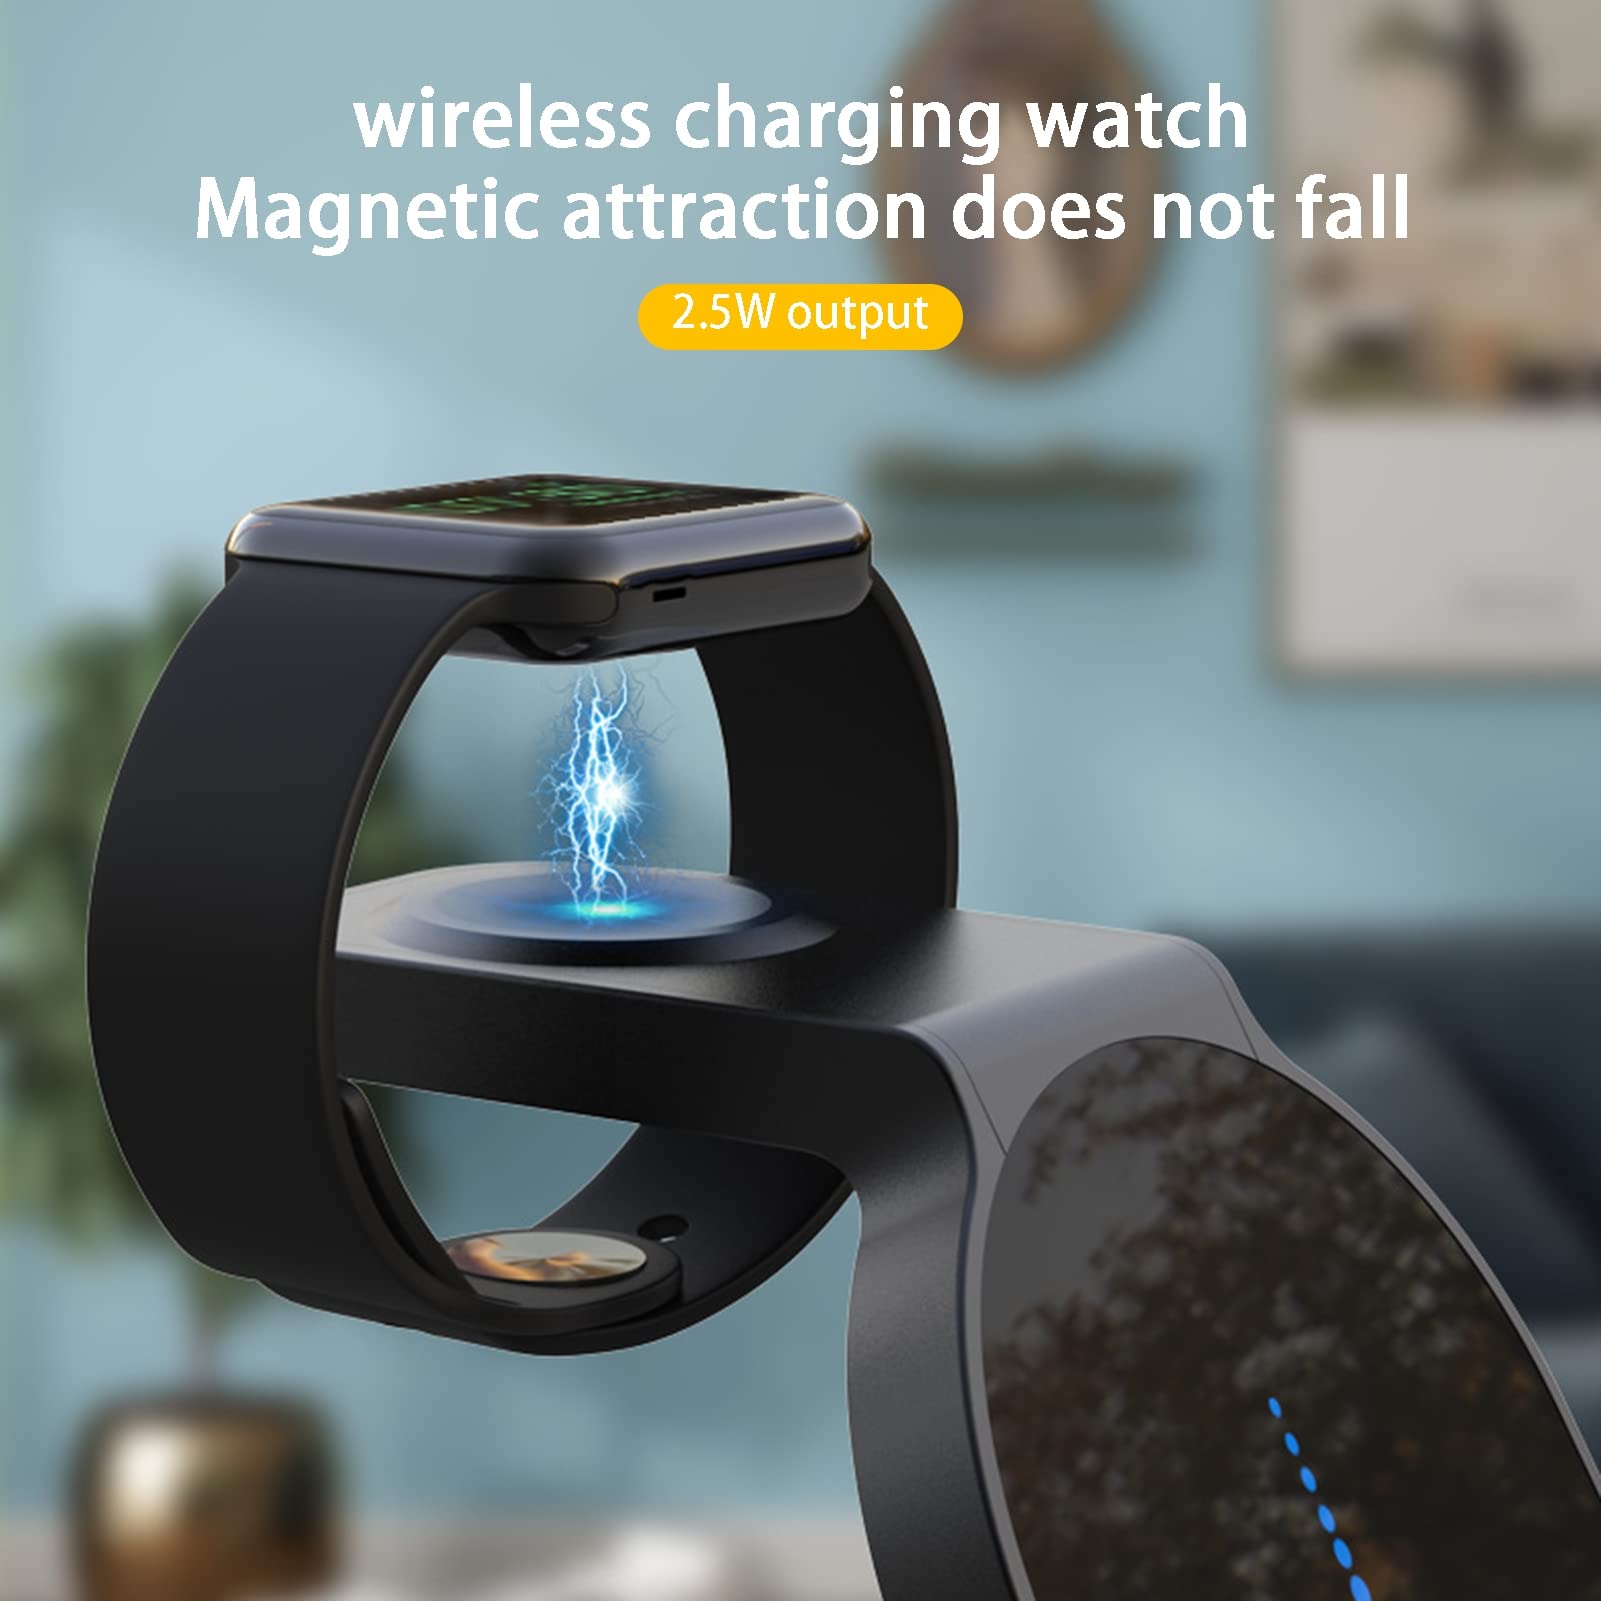 wireless charging watch
Magnetic attraction does not fall
2.5W output